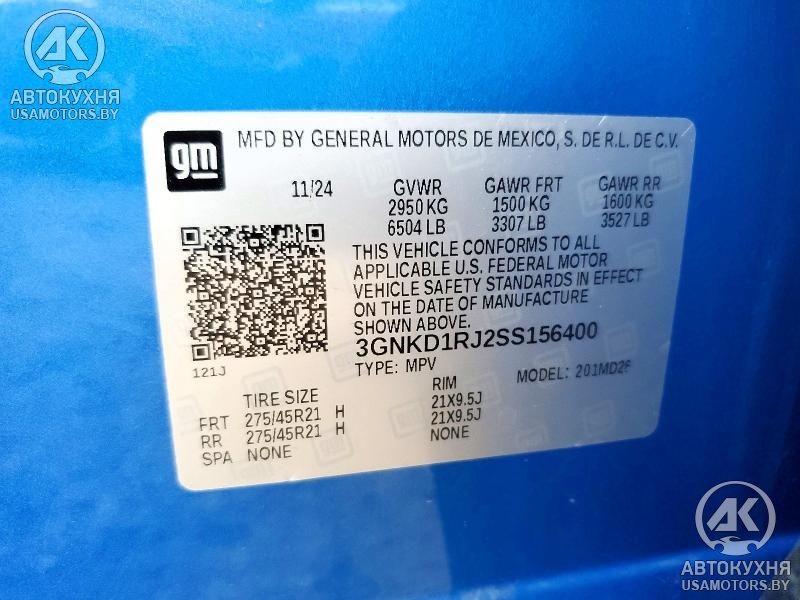 AK
АВТОКУХНЯ
USAMOTORS.BY
gm
MFD BY GENERAL MOTORS DE MEXICO, S. DE R.L. DE C.V.
11/24 GVWR GAWR FRT GAWR RR
2950 KG 1500 KG 1600 KG
6504 LB 3307 LB 3527 LB
THIS VEHICLE CONFORMS TO ALL
APPLICABLE U.S. FEDERAL MOTOR
VEHICLE SAFETY STANDARDS IN EFFECT
ON THE DATE OF MANUFACTURE
SHOWN ABOVE.
3GNKD1RJ2SS156400
121J
TYPE: MPV MODEL: 201MD26
TIRE SIZE RIM
FRT 275/45R21 H 21X9.5J
RR 275/45R21 H 21X9.5J
SPA NONE NONE
AK
АВТОКУХНЯ
USAMOTORS.BY